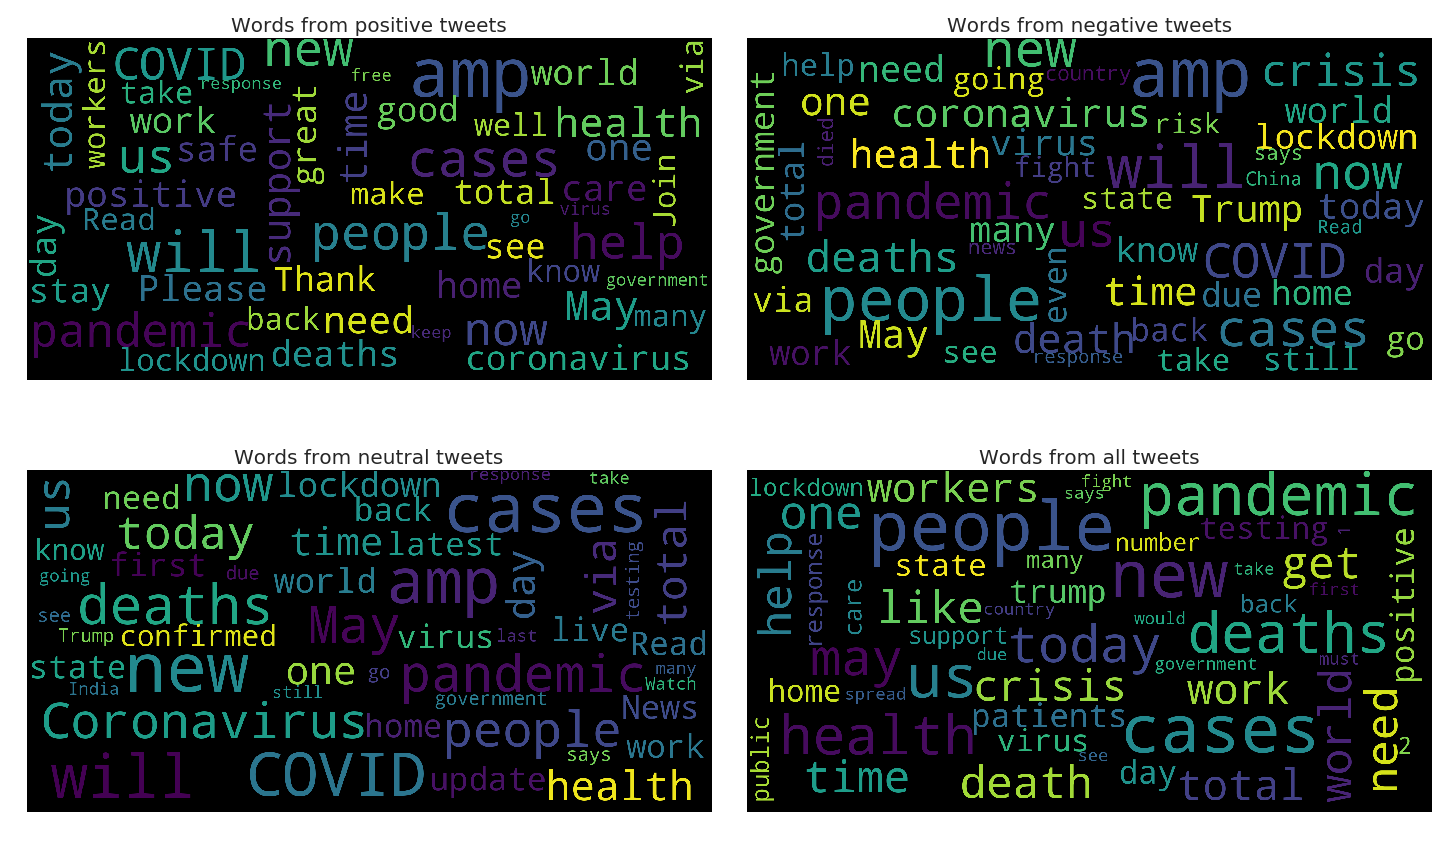 Words from positive tweets
today
workers
COVID
new
response
free
amp
world
via
take
work
us
safe
support
great
time
good
well
health
cases
one
positive
make
total
care
Join
Read
go
virus
day
will
people
see
help
stay
Please
Thank
home
know
government
May
many
pandemic
back
need
keep
now
lockdown
deaths
coronavirus
Words from negative tweets
help
need
new
going
country
amp
crisis
government
one
coronavirus
risk
world
total
died
health
virus
fight
will
lockdown
says
China
now
pandemic
state
Trump
today
Read
many
us
news
deaths
know
COVID
day
via
people
even
time
due
home
May
death
back
cases
go
work
see
response
take
still
Words from neutral tweets
us
need
now
lockdown
response
take
back
cases
today
time
latest
total
know
first
going
due
world
amp
day
via
testing
see
deaths
Trump
confirmed
May
virus
last
live
Read
state
India
new
one
still
go
pandemic
many
Watch
government
Coronavirus
home
people
News
says
work
will
COVID
update
health
Words from all tweets
lockdown
workers
says
fight
pandemic
one
people
help
response
state
many
number
testing
1
new
take
get
positive
care
like
country
trump
back
first
would
support
due
today
deaths
may
us
government
must
home
spread
crisis
work
world
need
public
health
patients
virus
see
cases
2
time
death
day
total